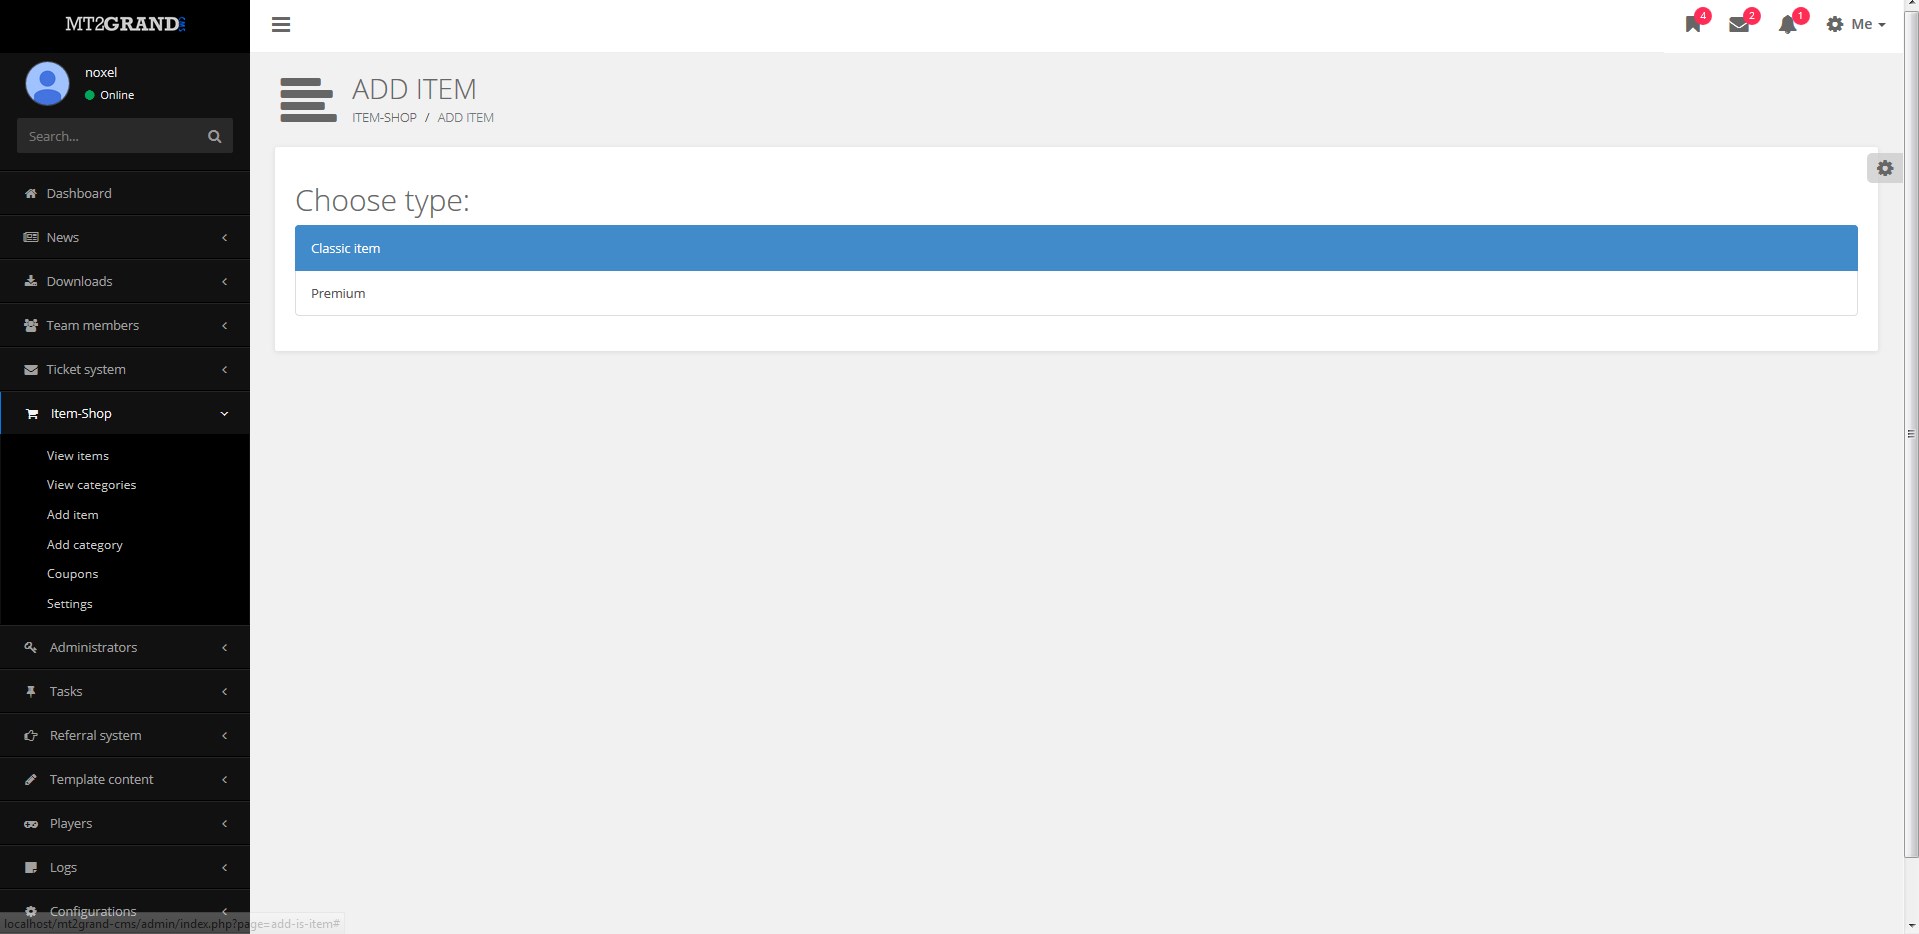 MT2GRAND CMS
noxel
Online
Search...
Dashboard
News
Downloads
Team members
Ticket system
Item-Shop
View items
View categories
Add item
Add category
Coupons
Settings
Administrators
Tasks
Referral system
Template content
Players
Logs
Configurations
localhost/mt2grand-cms/admin/index.php?page=add-is-item#
4
2
1
Me
ADD ITEM
ITEM-SHOP / ADD ITEM
Choose type:
Classic item
Premium